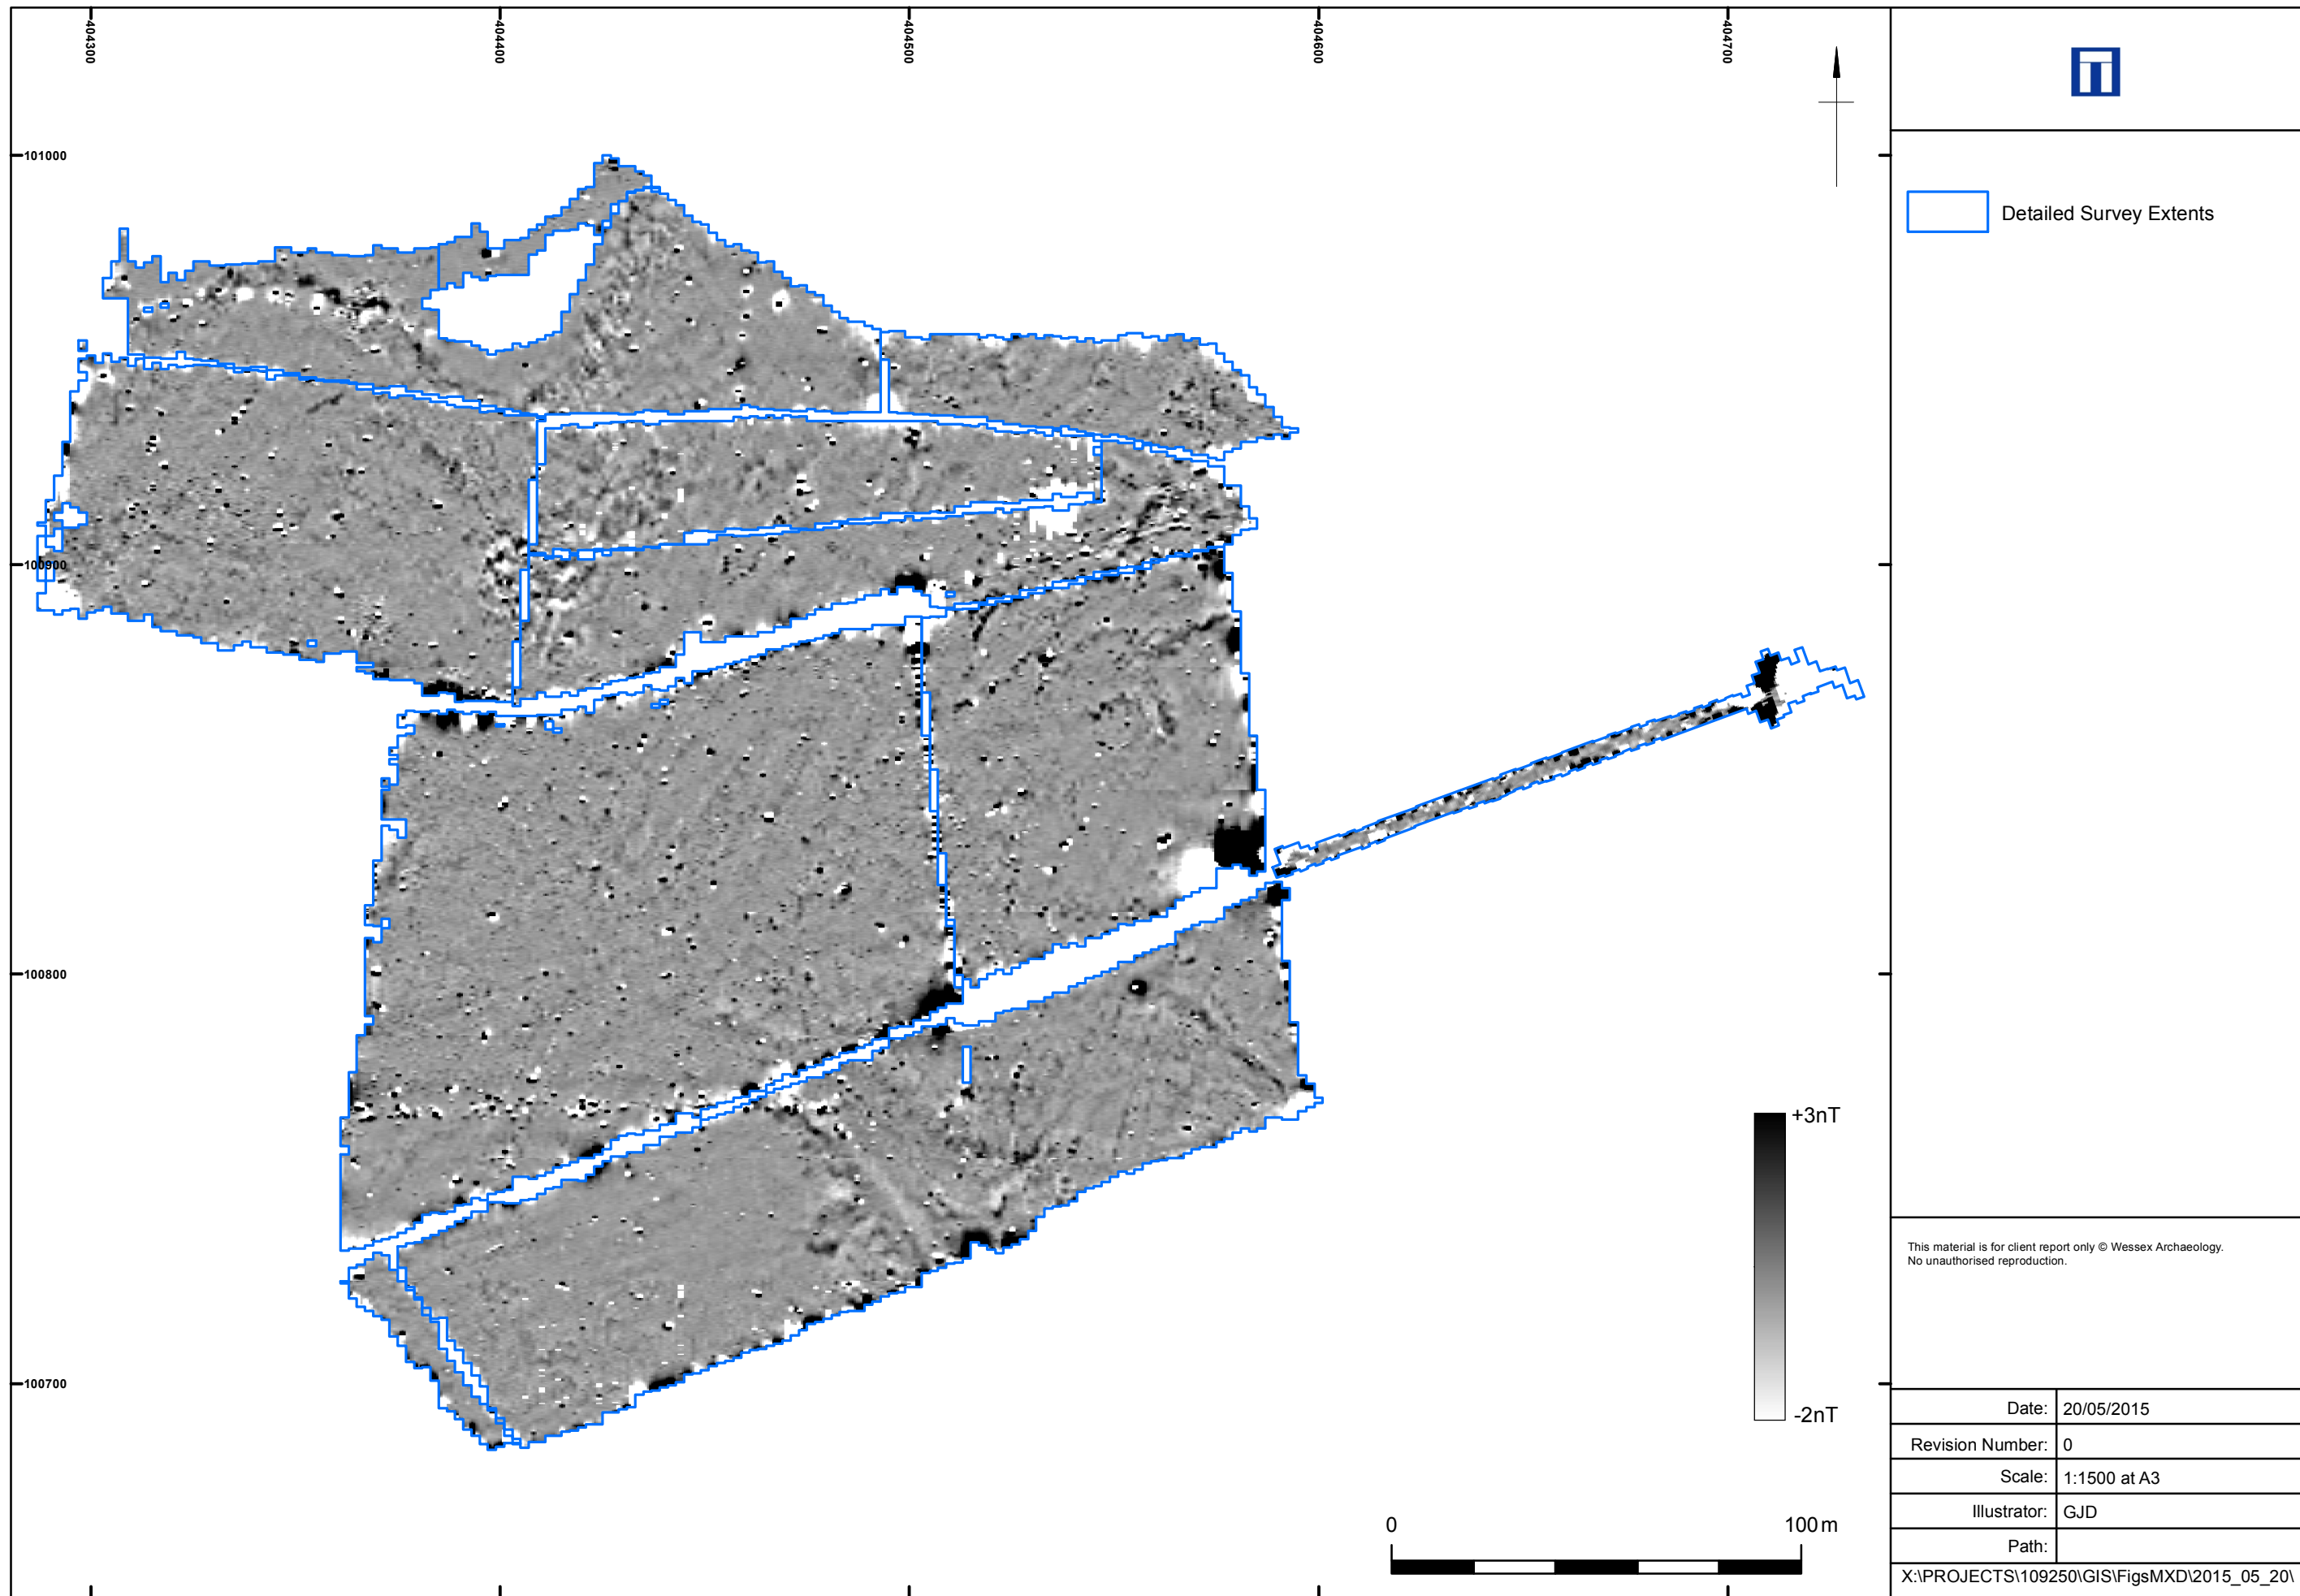 404300
404400
404500
404600
404700
101000
100900
100800
100700
Detailed Survey Extents
+3nT
-2nT
0
100m
This material is for client report only © Wessex Archaeology.
No unauthorised reproduction.
Date: 20/05/2015
Revision Number: 0
Scale: 1:1500 at A3
Illustrator: GJD
Path:
X:\PROJECTS\109250\GIS\FigsMXD\2015_05_20\